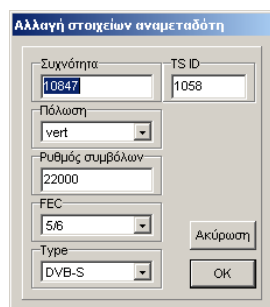 Αλλαγή στοιχείων αναμεταδότη
Συχνότητα
10847
TS ID
1058
Πόλωση
vert
Ρυθμός συμβόλων
22000
FEC
5/6
Type
DVB-S
Ακύρωση
OK